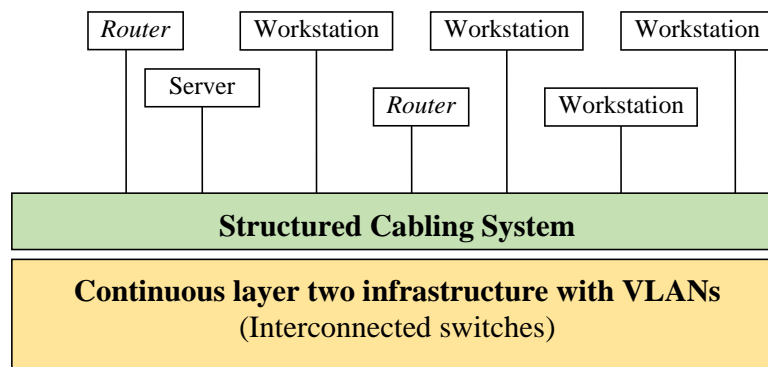 Router
Workstation
Workstation
Workstation
Server
Router
Workstation
Structured Cabling System
Continuous layer two infrastructure with VLANs
(Interconnected switches)